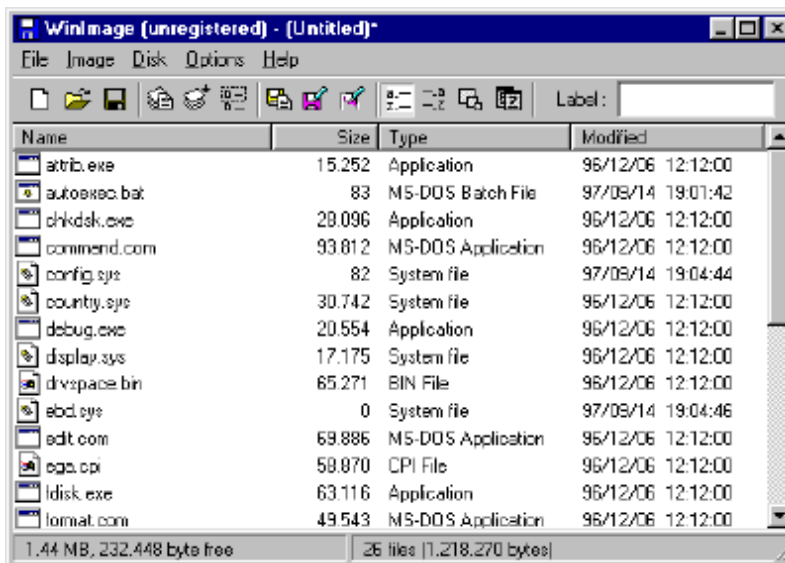 WinImage (unregistered) - (Untitled)*
File Image Disk Options Help
Label:
Name Size Type Modified
attrib.exe 15.252 Application 96/12/06 12:12:00
autoexec.bat 83 MS-DOS Batch File 97/09/14 19:01:42
chkdsk.exe 28.096 Application 96/12/06 12:12:00
command.com 93.812 MS-DOS Application 96/12/06 12:12:00
config.sys 82 System file 97/09/14 19:04:44
country.sys 30.742 System file 96/12/06 12:12:00
debug.exe 20.554 Application 96/12/06 12:12:00
display.sys 17.175 System file 96/12/06 12:12:00
drvspace.bin 65.271 BIN File 96/12/06 12:12:00
ebd.sys 0 System file 97/09/14 19:04:46
edit.com 69.886 MS-DOS Application 96/12/06 12:12:00
ega.cpi 58.870 CPI File 96/12/06 12:12:00
fdisk.exe 63.116 Application 96/12/06 12:12:00
format.com 49.543 MS-DOS Application 96/12/06 12:12:00
1.44 MB, 232.448 byte free 26 files (1.218.270 bytes)